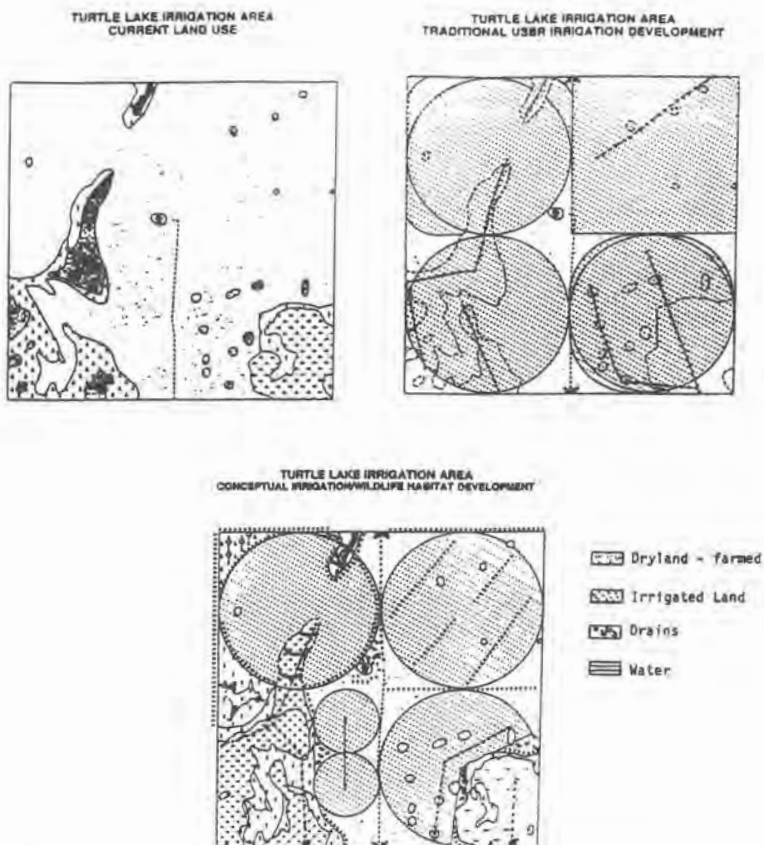 TURTLE LAKE IRRIGATION AREA
CURRENT LAND USE
TURTLE LAKE IRRIGATION AREA
TRADITIONAL USBR IRRIGATION DEVELOPMENT
TURTLE LAKE IRRIGATION AREA
CONCEPTUAL IRRIGATION/WILDLIFE HABITAT DEVELOPMENT
Dryland - farmed
Irrigated Land
Drains
Water